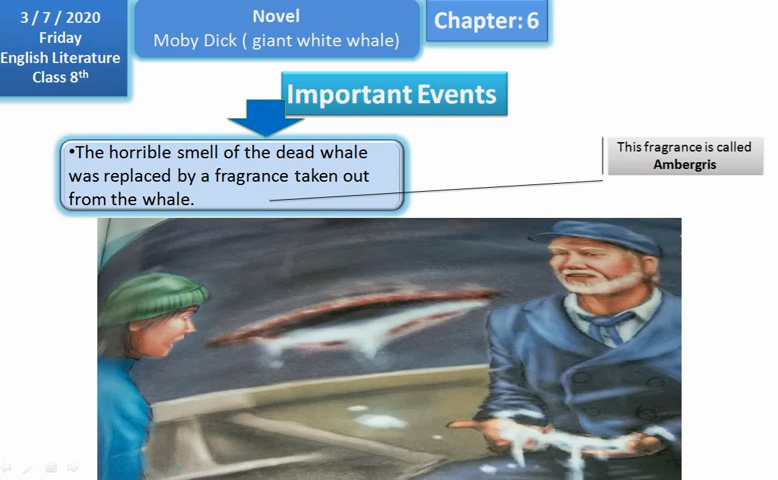 3 / 7 / 2020
Friday
English Literature
Class 8th
Novel
Moby Dick ( giant white whale)
Chapter: 6
Important Events
•The horrible smell of the dead whale
was replaced by a fragrance taken out
from the whale.
This fragrance is called
Ambergris